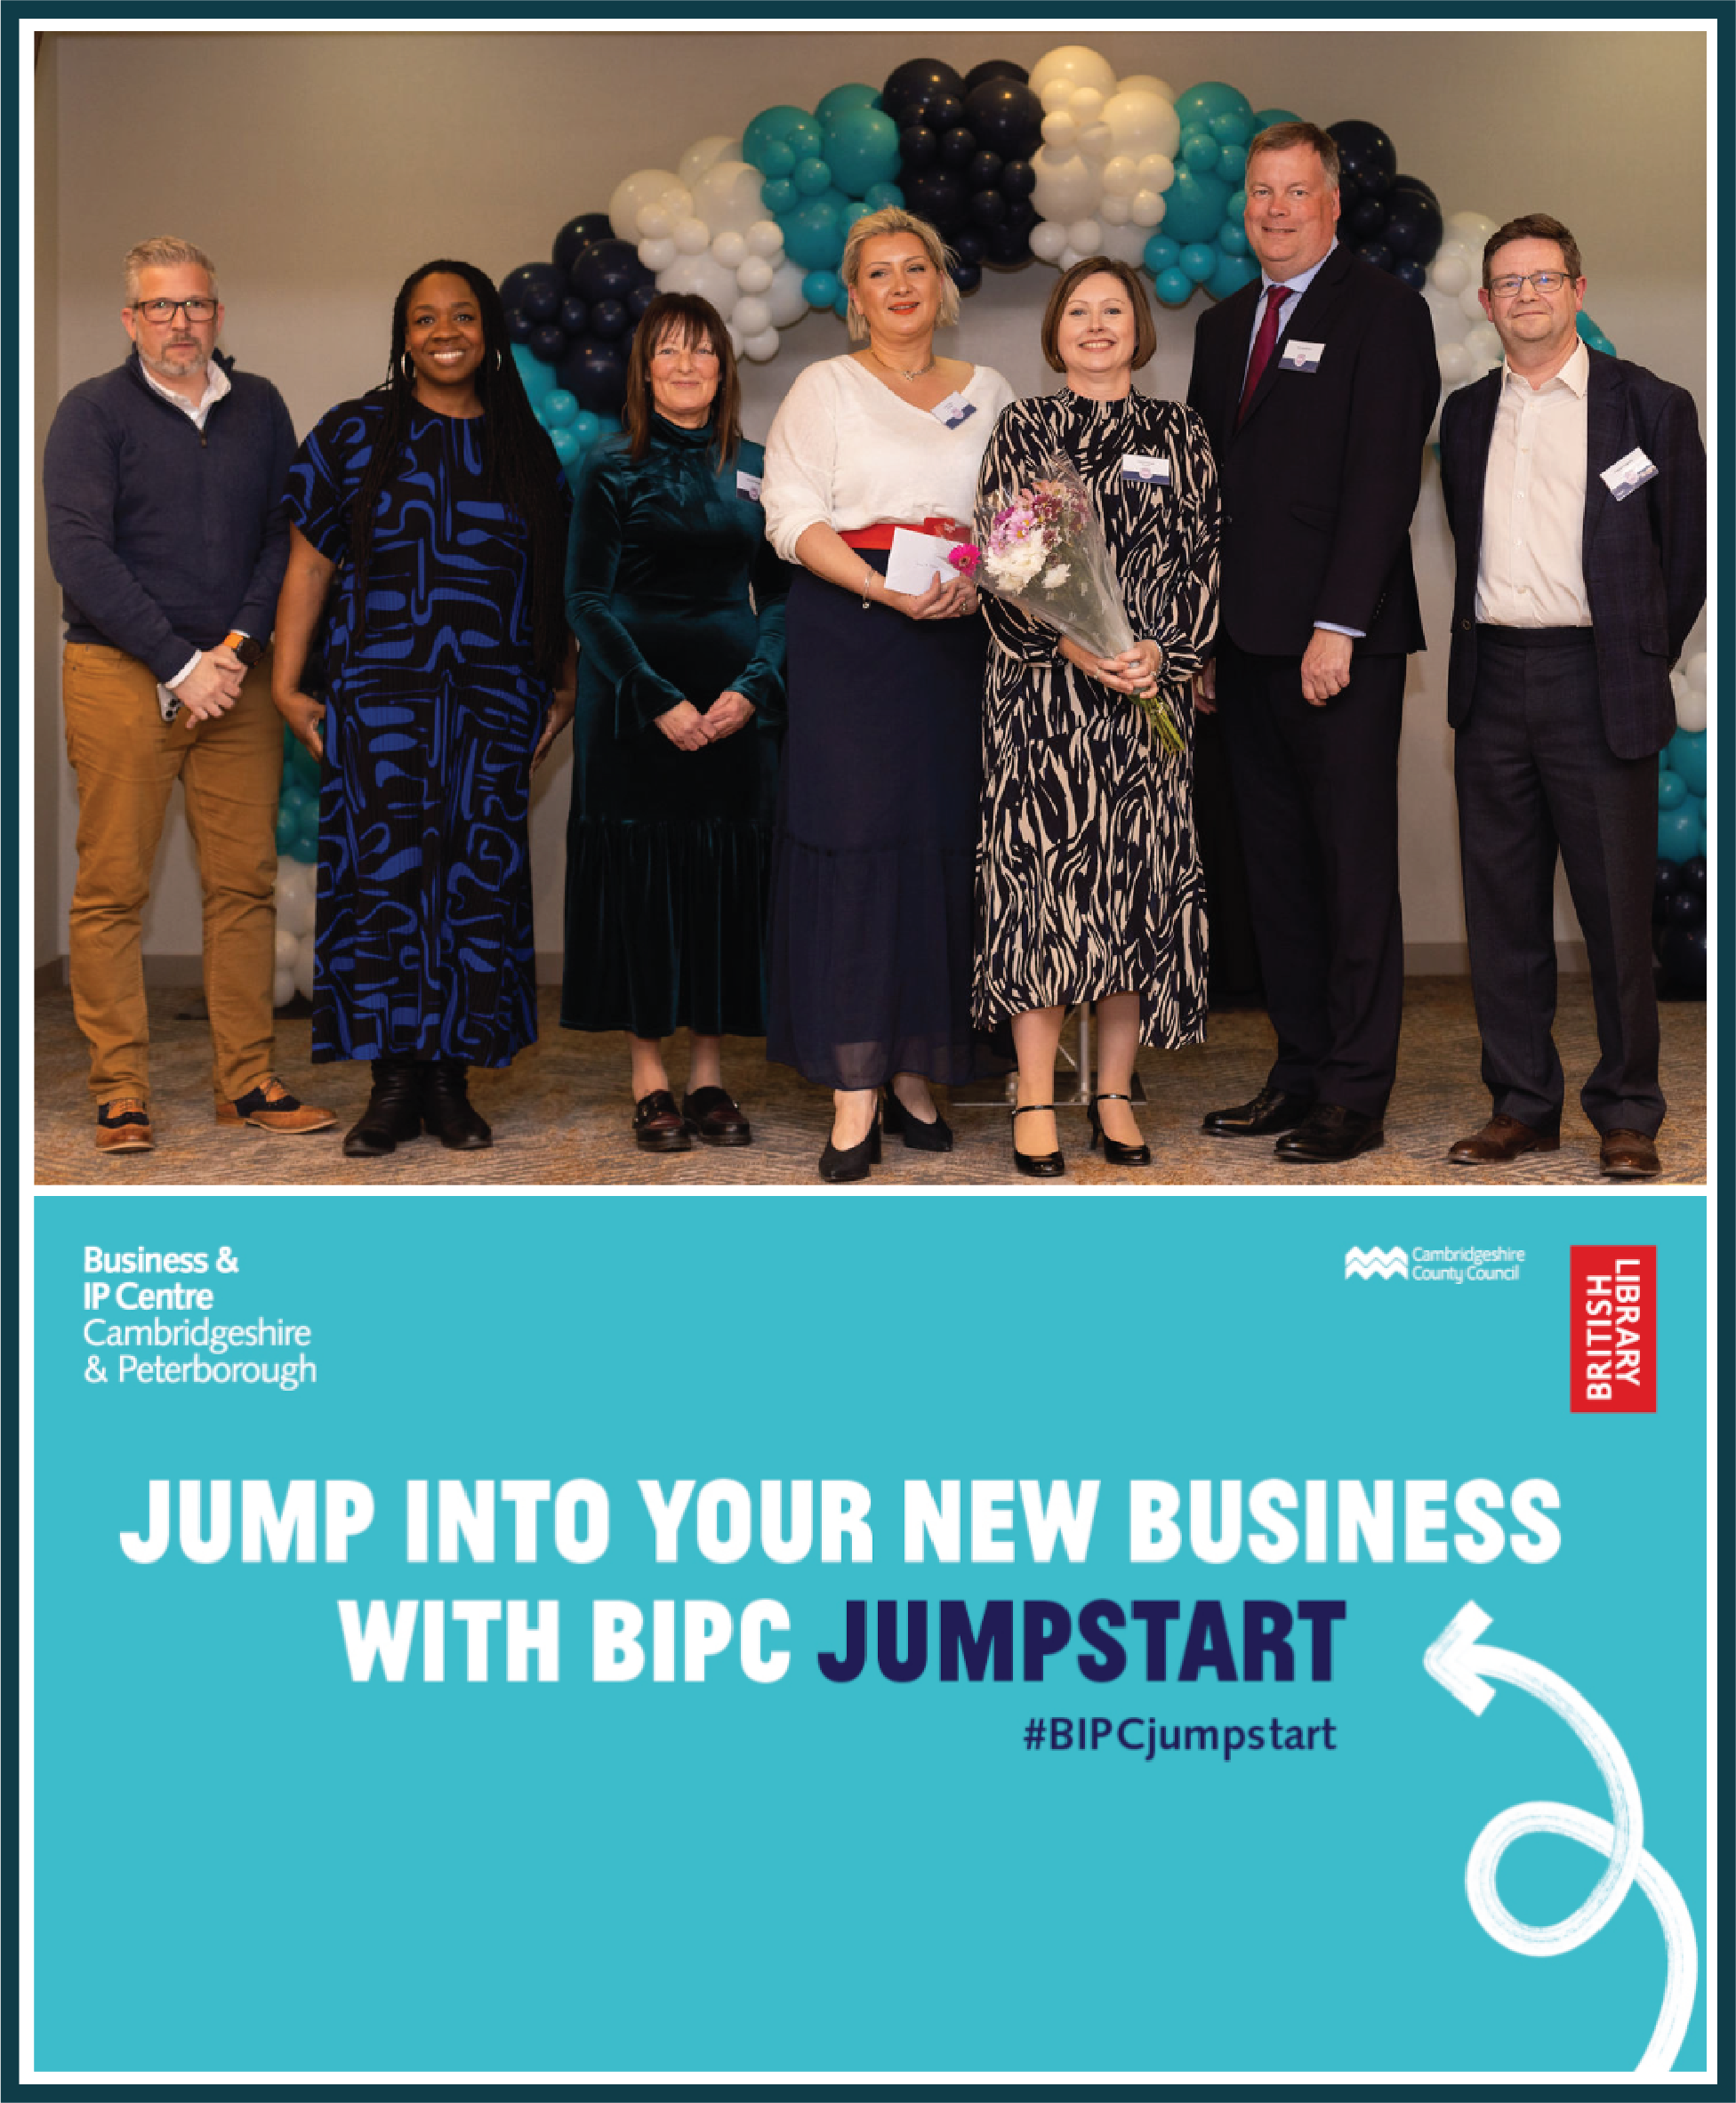 Business &
IP Centre
Cambridgeshire
& Peterborough
Cambridgeshire
County Council
BRITISH
LIBRARY
JUMP INTO YOUR NEW BUSINESS
WITH BIPC JUMPSTART
#BIPCjumpstart